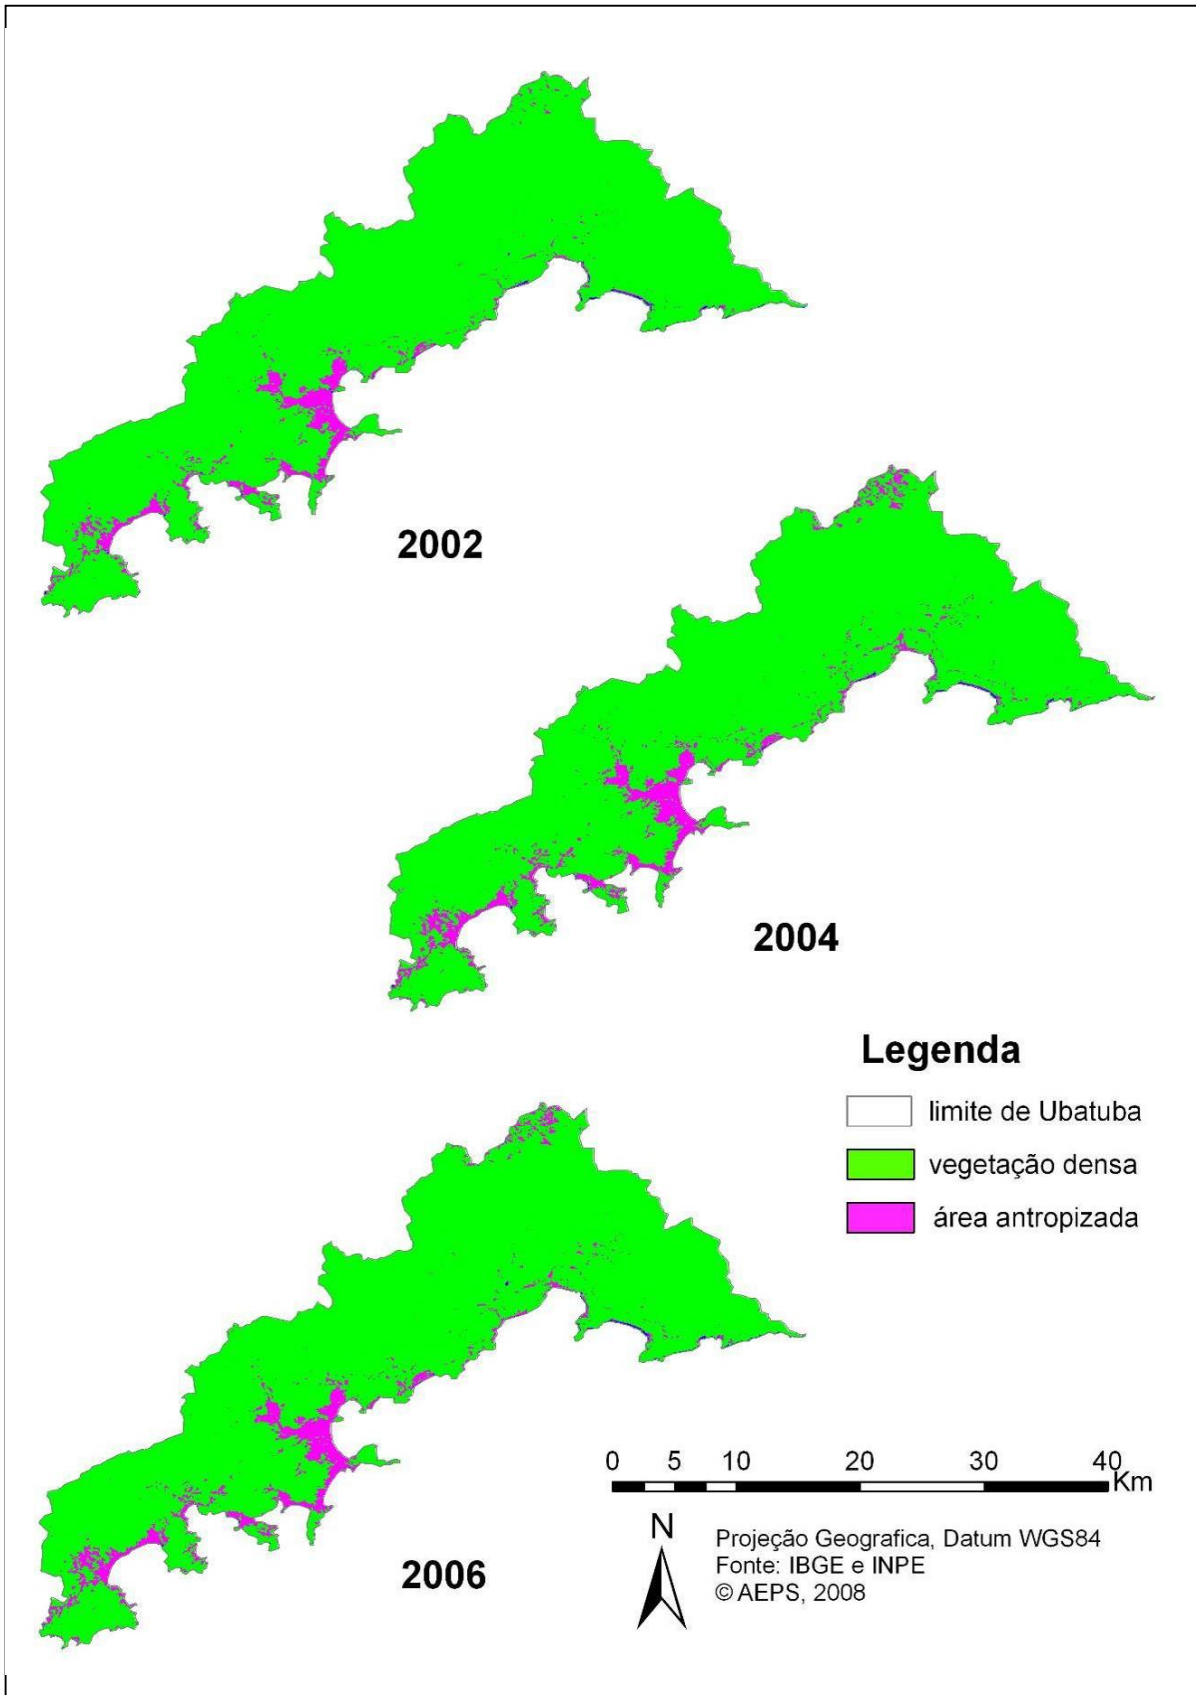 2002
2004
Legenda
limite de Ubatuba
vegetação densa
área antropizada
2006
0 5 10 20 30 40
Km
N
Projeção Geografica, Datum WGS84
Fonte: IBGE e INPE
© AEPS, 2008